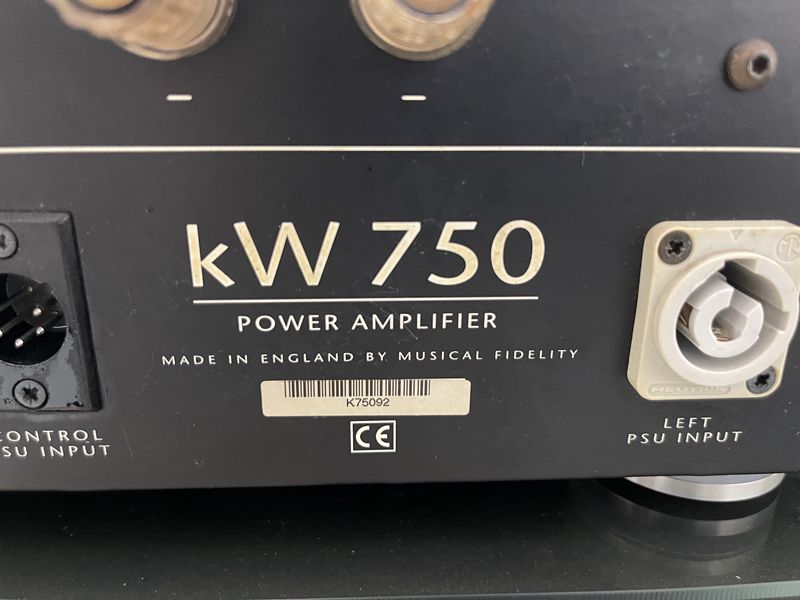 kW 750
POWER AMPLIFIER
MADE IN ENGLAND BY MUSICAL FIDELITY
K75092
CE
CONTROL
PSU INPUT
NEUTRIK
LEFT
PSU INPUT